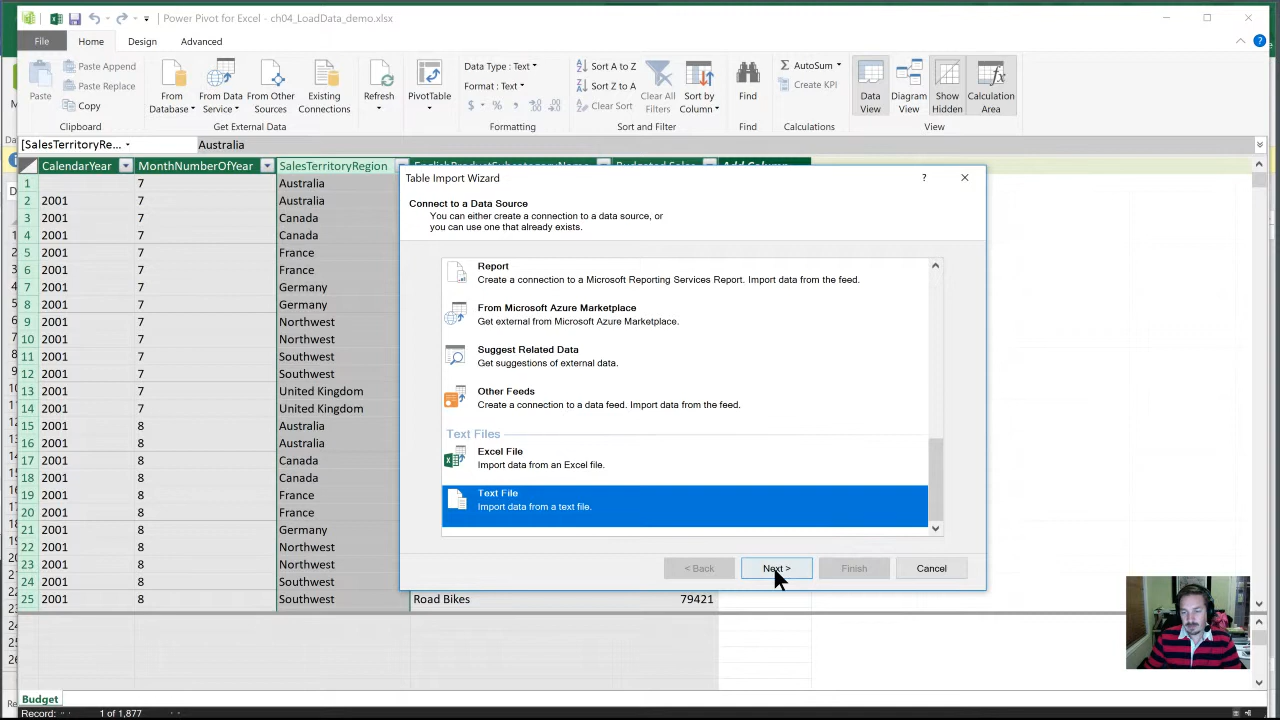 Power Pivot for Excel - ch04_LoadData_demo.xlsx
File Home Design Advanced
Paste Paste Append Paste Replace Copy
Clipboard
From Database From Data Service From Other Sources Existing Connections
Get External Data
Refresh
PivotTable
Data Type : Text
Format : Text
$ % ,
Formatting
Sort A to Z
Sort Z to A
Clear Sort
Clear All Filters
Sort by Column
Sort and Filter
Find
Find
AutoSum
Create KPI
Calculations
Data View Diagram View Show Hidden Calculation Area
View
[SalesTerritoryRe... Australia
CalendarYear MonthNumberOfYear SalesTerritoryRegion EnglishProductSubcategoryName Budgeted Sales Add Column
1 7 Australia
2 2001 7 Australia
3 2001 7 Canada
4 2001 7 Canada
5 2001 7 France
6 2001 7 France
7 2001 7 Germany
8 2001 7 Germany
9 2001 7 Northwest
10 2001 7 Northwest
11 2001 7 Southwest
12 2001 7 Southwest
13 2001 7 United Kingdom
14 2001 7 United Kingdom
15 2001 8 Australia
16 2001 8 Australia
17 2001 8 Canada
18 2001 8 Canada
19 2001 8 France
20 2001 8 France
21 2001 8 Germany
22 2001 8 Northwest
23 2001 8 Northwest
24 2001 8 Southwest
25 2001 8 Southwest Road Bikes 79421
Table Import Wizard
Connect to a Data Source
You can either create a connection to a data source, or
you can use one that already exists.
Report
Create a connection to a Microsoft Reporting Services Report. Import data from the feed.
From Microsoft Azure Marketplace
Get external from Microsoft Azure Marketplace.
Suggest Related Data
Get suggestions of external data.
Other Feeds
Create a connection to a data feed. Import data from the feed.
Text Files
Excel File
Import data from an Excel file.
Text File
Import data from a text file.
< Back Next > Finish Cancel
Budget
Record: 1 of 1,877